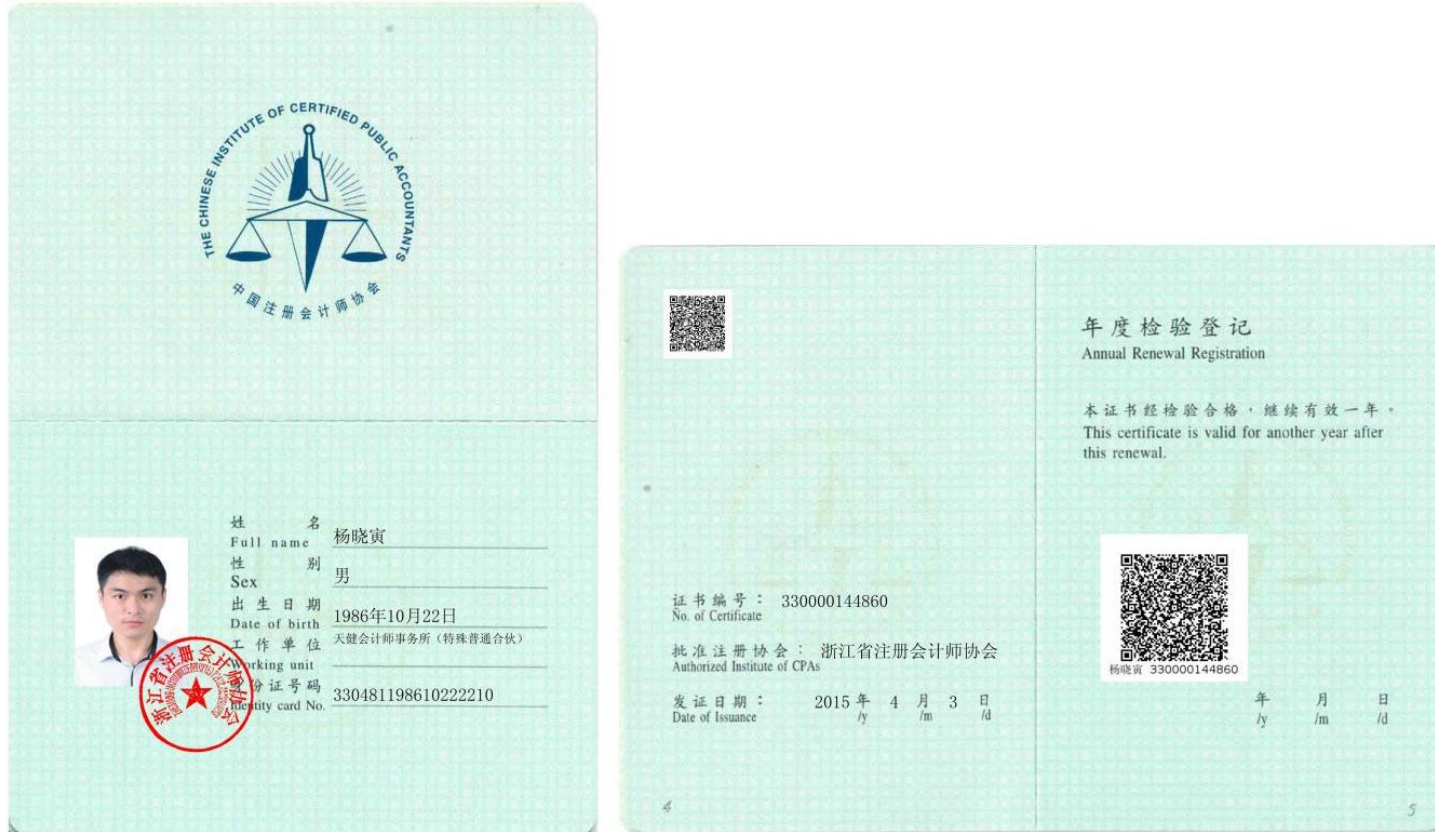 THE CHINESE INSTITUTE OF CERTIFIED PUBLIC ACCOUNTANTS
中国注册会计师协会
姓 名
Full name 杨晓寅
性 别
Sex 男
出生日期
Date of birth 1986年10月22日
工作单位 天健会计师事务所（特殊普通合伙）
Working unit
份证号码
Identity card No. 330481198610222210
浙江省注册会计师协会
证书编号： 330000144860
No. of Certificate
批准注册协会： 浙江省注册会计师协会
Authorized Institute of CPAs
发证日期： 2015 年 4 月 3 日
Date of Issuance /y /m /d
4
年度检验登记
Annual Renewal Registration
本证书经检验合格，继续有效一年。
This certificate is valid for another year after
this renewal.
杨晓寅 330000144860
年 月 日
/y /m /d
5